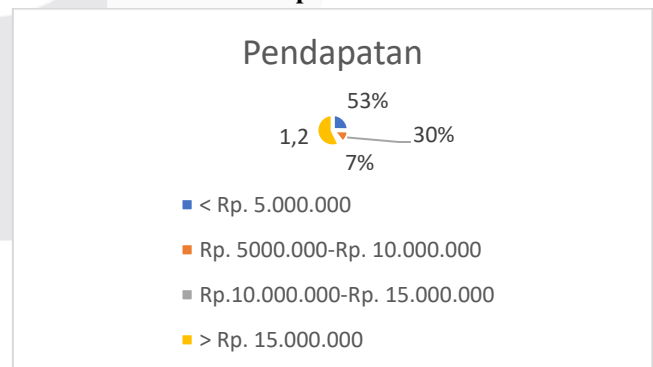 Pendapatan
53%
1,2
30%
7%
< Rp. 5.000.000
Rp. 5000.000-Rp. 10.000.000
Rp.10.000.000-Rp. 15.000.000
> Rp. 15.000.000